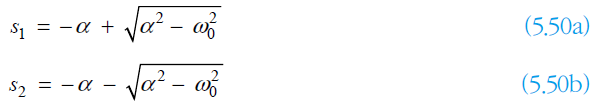 s₁ = −α + √(α² − ω₀²) (5.50a)
s₂ = −α − √(α² − ω₀²) (5.50b)